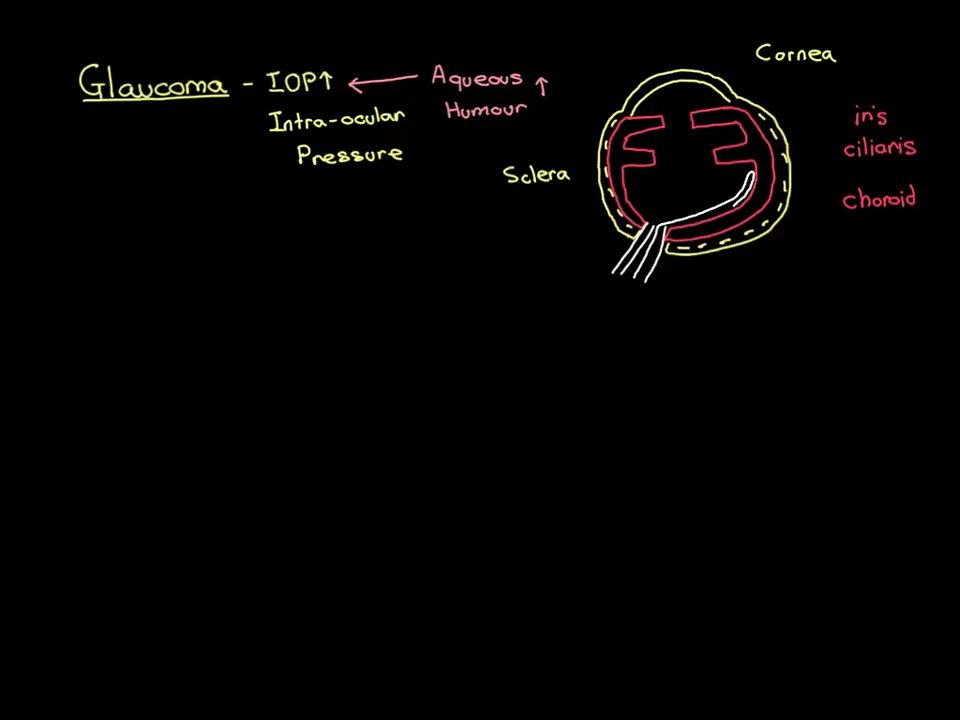 Glaucoma - IOP↑ ← Aqueous ↑
Humour
Intra-ocular
Pressure
Cornea
Sclera
iris
ciliaris
choroid